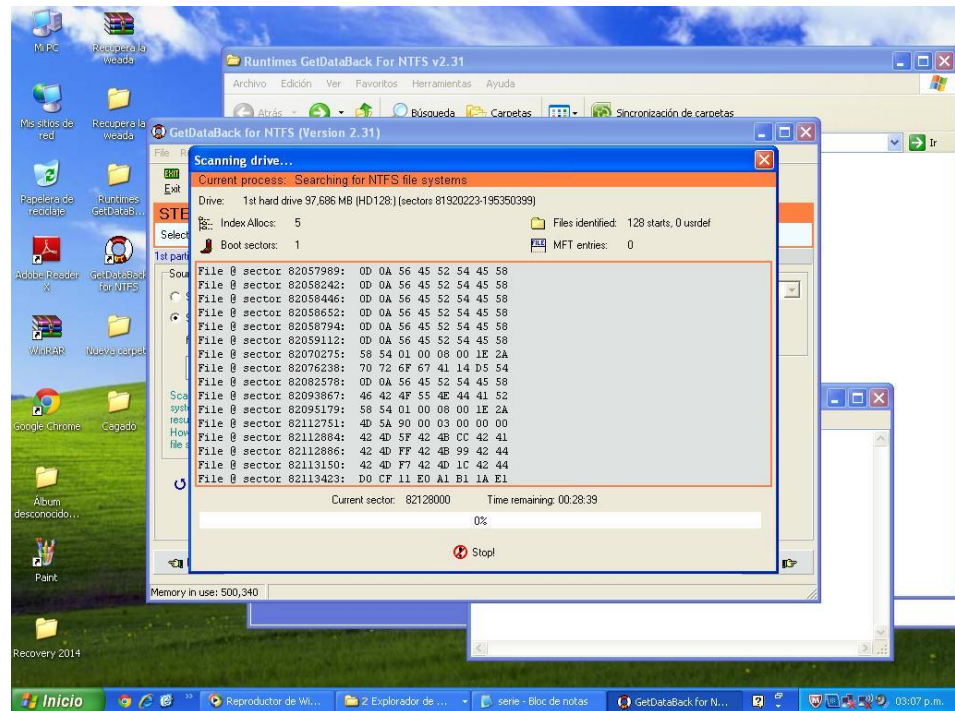 Mi PC
Recupera la Weada
Mis sitios de red
Recupera la weada
Papelera de reciclaje
Runtimes GetDataB...
Adobe Reader X
GetDataBack for NTFS
WinRAR
Nueva carpet
Google Chrome
Cagado
Álbum desconocido...
Paint
Recovery 2014
Runtimes GetDataBack For NTFS v2.31
Archivo Edición Ver Favoritos Herramientas Ayuda
Atrás Búsqueda Carpetas Sincronización de carpetas
Ir
GetDataBack for NTFS (Version 2.31)
File R
EXIT
Exit
STE
Select
1st parti
Sou
Sca
syst
resu
How
file s
Scanning drive...
Current process: Searching for NTFS file systems
Drive: 1st hard drive 97,686 MB (HD128:) (sectors 81920223-195350399)
Index Allocs: 5 Files identified: 128 starts, 0 usrdef
Boot sectors: 1 FILE MFT entries: 0
File @ sector 82057989: 0D 0A 56 45 52 54 45 58
File @ sector 82058242: 0D 0A 56 45 52 54 45 58
File @ sector 82058446: 0D 0A 56 45 52 54 45 58
File @ sector 82058652: 0D 0A 56 45 52 54 45 58
File @ sector 82058794: 0D 0A 56 45 52 54 45 58
File @ sector 82059112: 0D 0A 56 45 52 54 45 58
File @ sector 82070275: 58 54 01 00 08 00 1E 2A
File @ sector 82076238: 70 72 6F 67 41 14 D5 54
File @ sector 82082578: 0D 0A 56 45 52 54 45 58
File @ sector 82093867: 46 42 4F 55 4E 44 41 52
File @ sector 82095179: 58 54 01 00 08 00 1E 2A
File @ sector 82112751: 4D 5A 90 00 03 00 00 00
File @ sector 82112884: 42 4D 5F 42 4B CC 42 41
File @ sector 82112886: 42 4D FF 42 4B 99 42 44
File @ sector 82113150: 42 4D F7 42 4D 1C 42 44
File @ sector 82113423: D0 CF 11 E0 A1 B1 1A E1
Current sector: 82128000 Time remaining: 00:28:39
0%
Stop!
Memory in use: 500,340
Inicio
Reproductor de Wi...
2 Explorador de ...
serie - Bloc de notas
GetDataBack for N...
03:07 p.m.